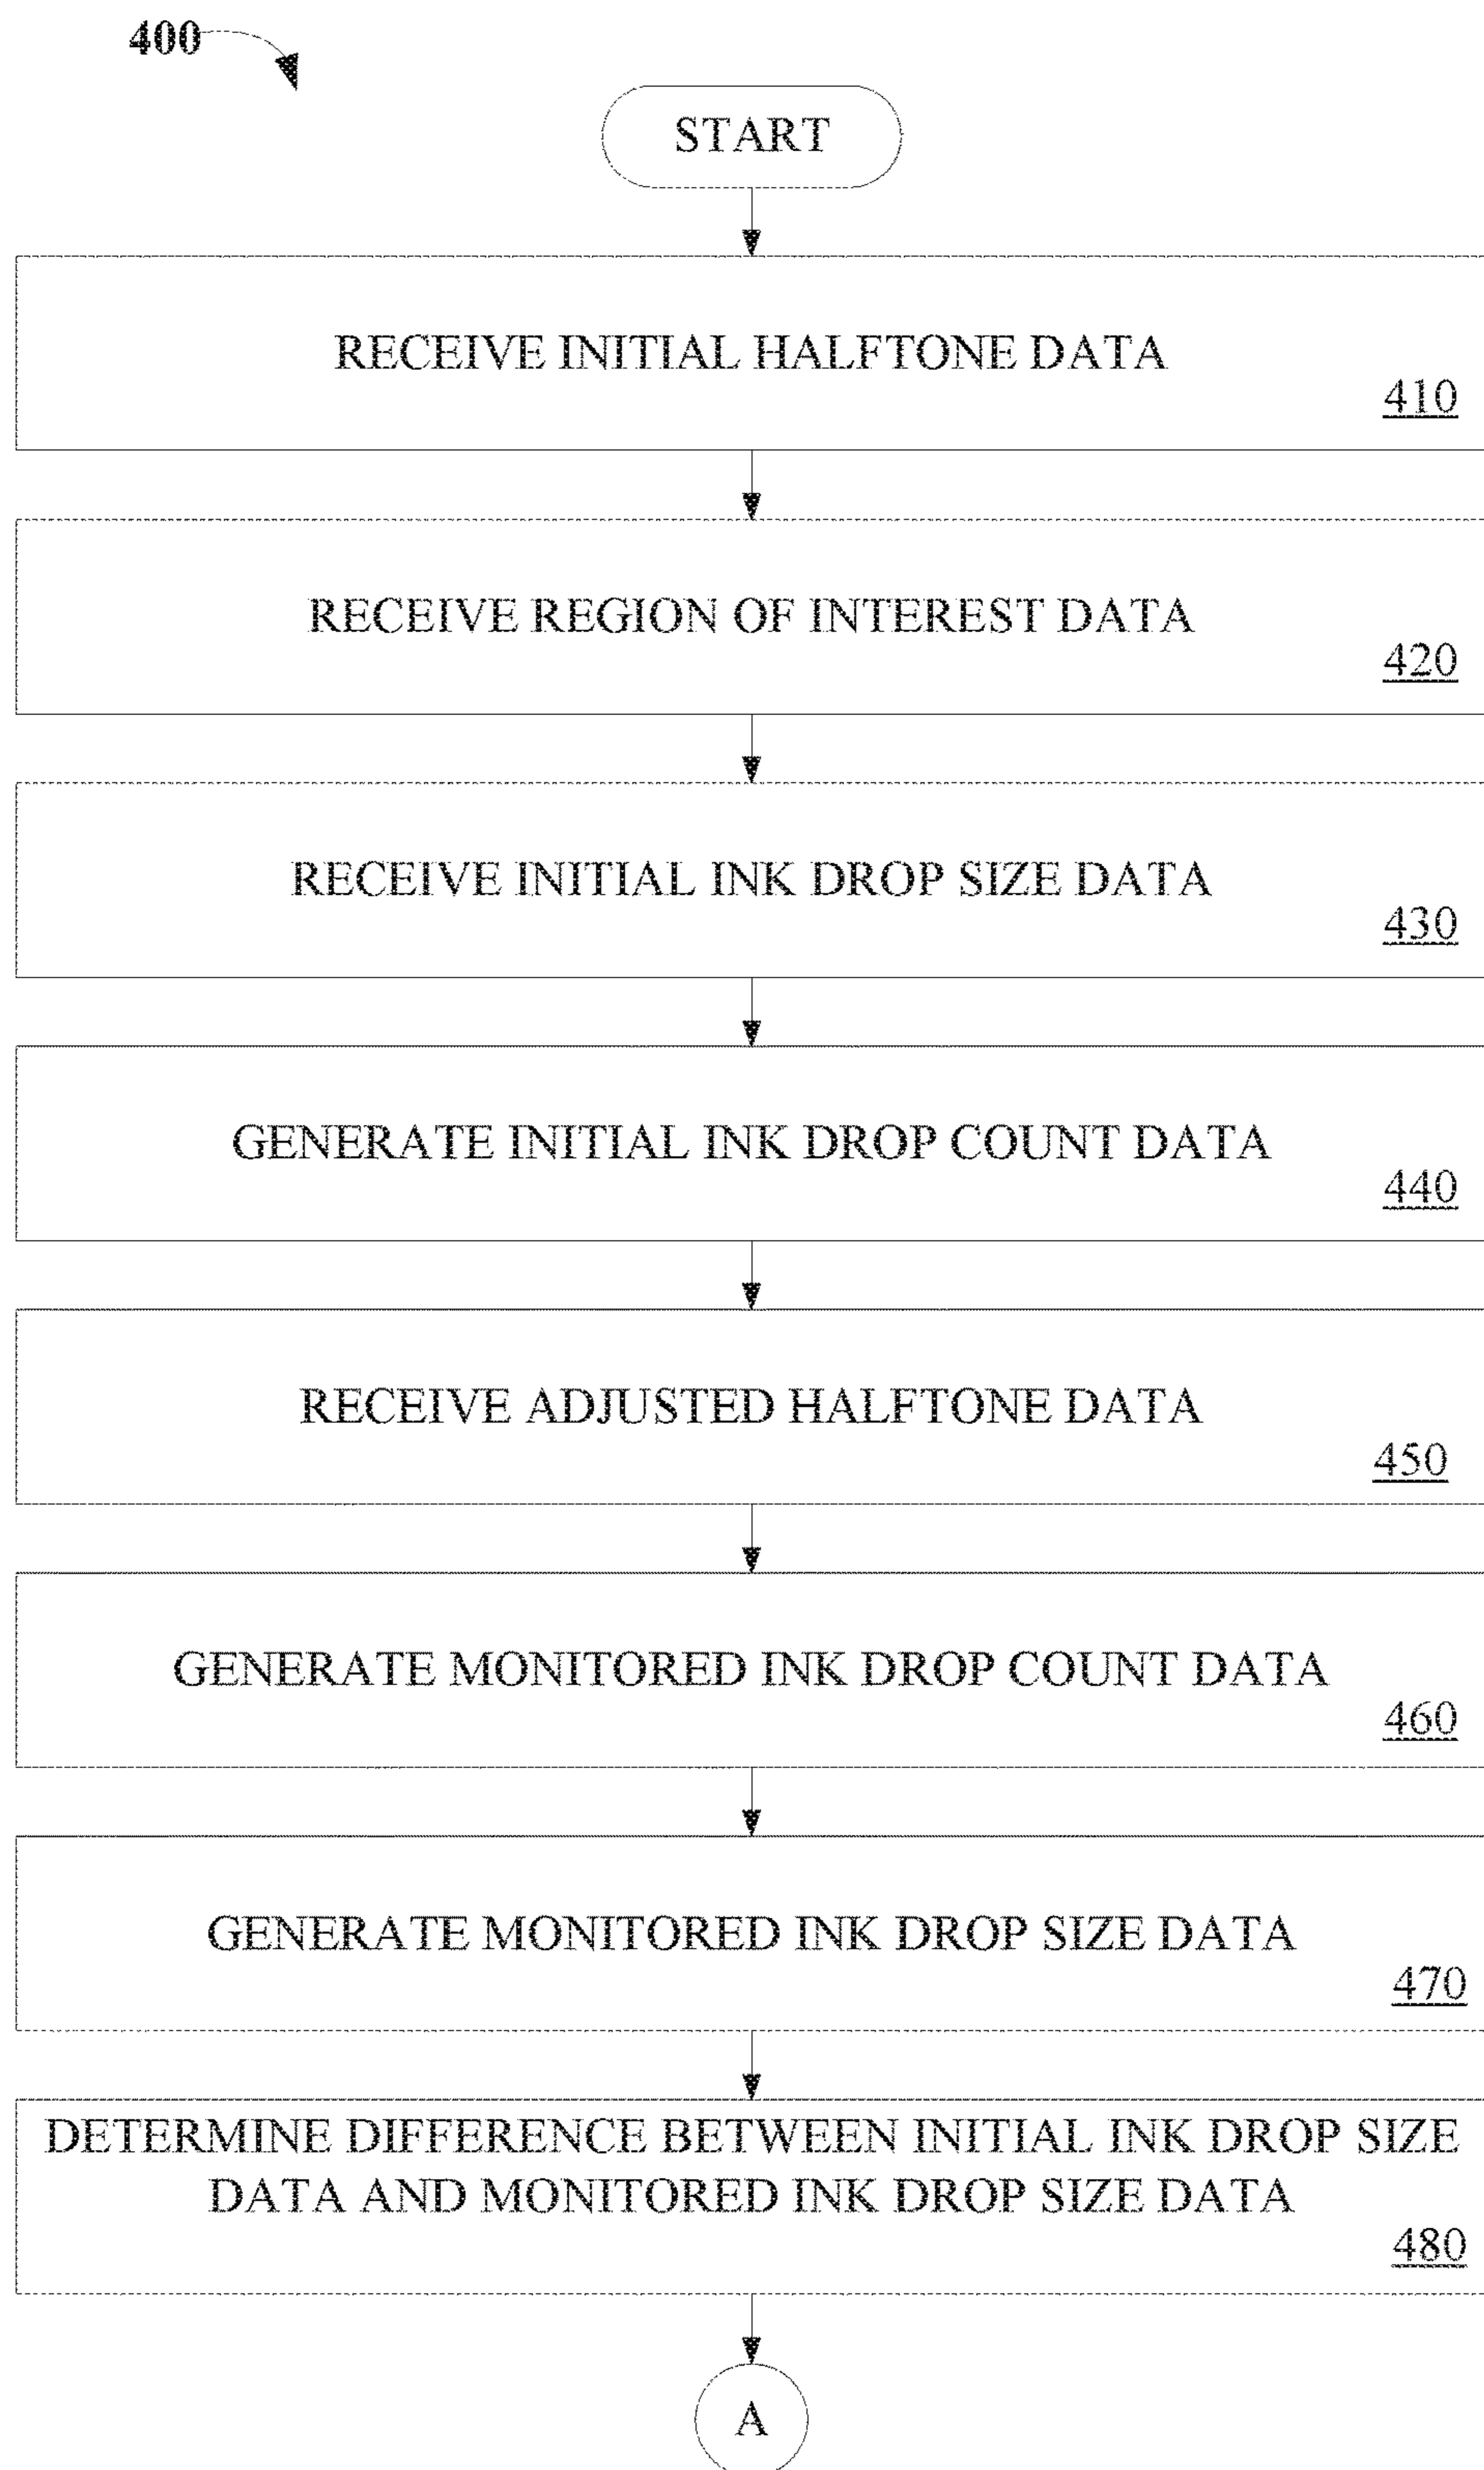 400
START
RECEIVE INITIAL HALFTONE DATA
410
RECEIVE REGION OF INTEREST DATA
420
RECEIVE INITIAL INK DROP SIZE DATA
430
GENERATE INITIAL INK DROP COUNT DATA
440
RECEIVE ADJUSTED HALFTONE DATA
450
GENERATE MONITORED INK DROP COUNT DATA
460
GENERATE MONITORED INK DROP SIZE DATA
470
DETERMINE DIFFERENCE BETWEEN INITIAL INK DROP SIZE
DATA AND MONITORED INK DROP SIZE DATA
480
A